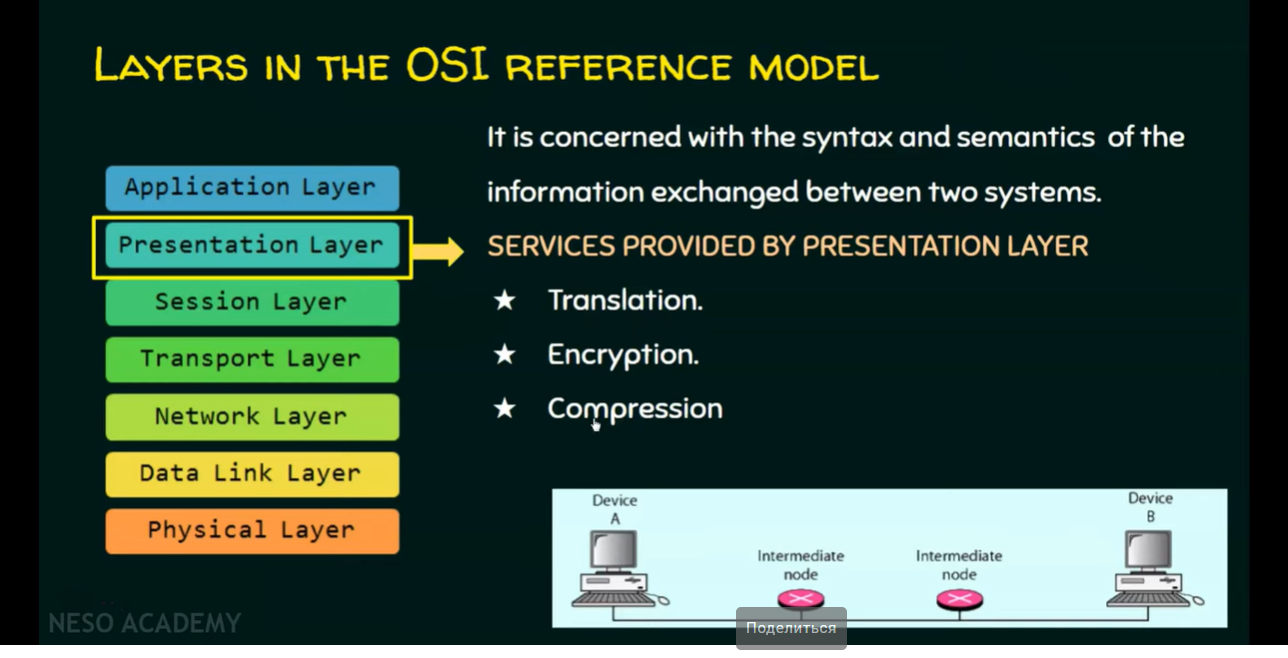 LAYERS IN THE OSI REFERENCE MODEL
It is concerned with the syntax and semantics of the
information exchanged between two systems.
SERVICES PROVIDED BY PRESENTATION LAYER
★ Translation.
★ Encryption.
★ Compression
Application Layer
Presentation Layer
Session Layer
Transport Layer
Network Layer
Data Link Layer
Physical Layer
Device
A
Intermediate
node
Intermediate
node
Device
B
NESO ACADEMY
Поделиться